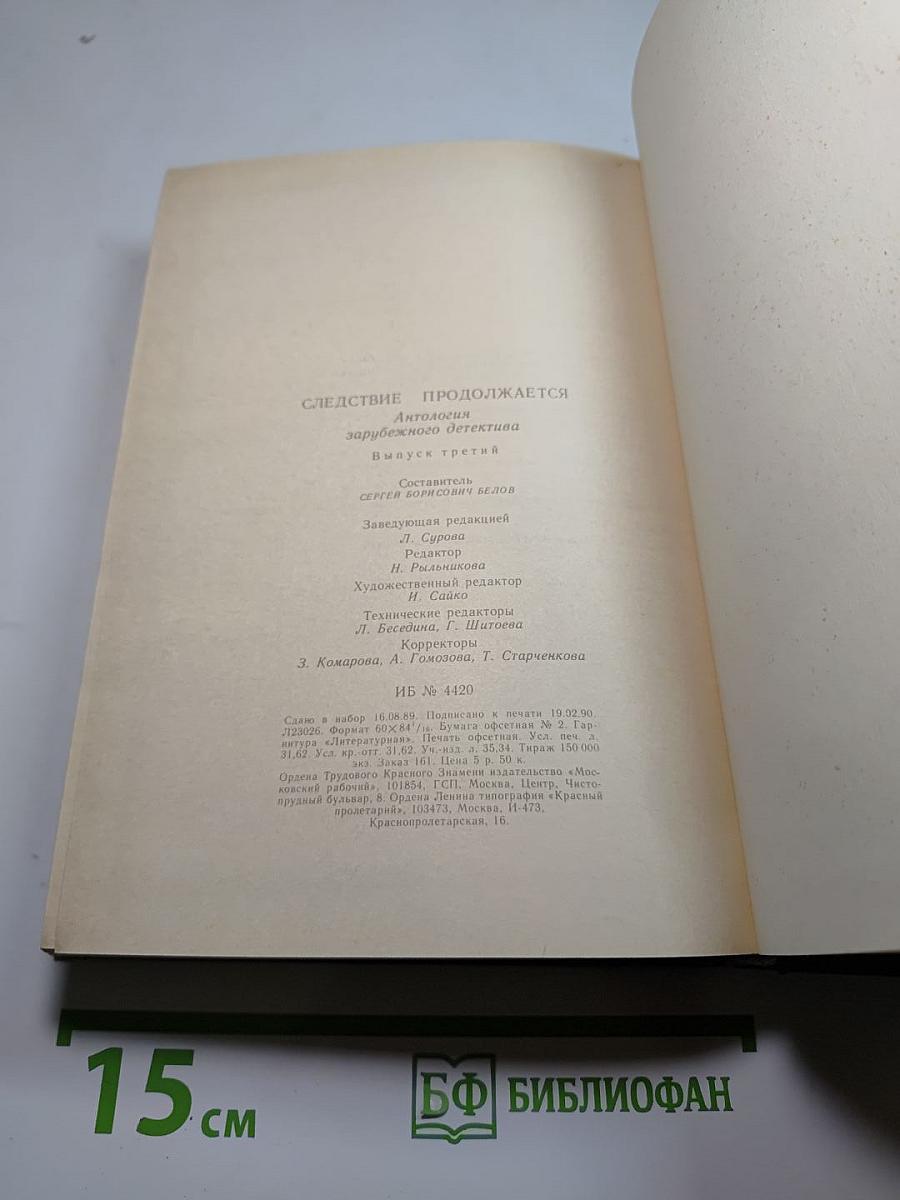 СЛЕДСТВИЕ ПРОДОЛЖАЕТСЯ
Антология
зарубежного детектива
Выпуск третий
Составитель
СЕРГЕЙ БОРИСОВИЧ БЕЛОВ
Заведующая редакцией
Л. Сурова
Редактор
Н. Рыльникова
Художественный редактор
И. Сайко
Технические редакторы
Л. Беседина, Г. Шитоева
Корректоры
З. Комарова, А. Гомозова, Т. Старченкова
ИБ № 4420
Сдано в набор 16.08.89. Подписано к печати 19.02.90.
Л23026. Формат 60×84¹/₁₆. Бумага офсетная № 2. Гар-
нитура «Литературная». Печать офсетная. Усл. печ. л.
31,62. Усл. кр.-отт. 31,62. Уч.-изд. л. 35,34. Тираж 150 000
экз. Заказ 161. Цена 5 р. 50 к.
Ордена Трудового Красного Знамени издательство «Мос-
ковский рабочий», 101854, ГСП, Москва, Центр, Чисто-
прудный бульвар, 8. Ордена Ленина типография «Красный
пролетарий», 103473, Москва, И-473,
Краснопролетарская, 16.
15 см
БФ БИБЛИОФАН